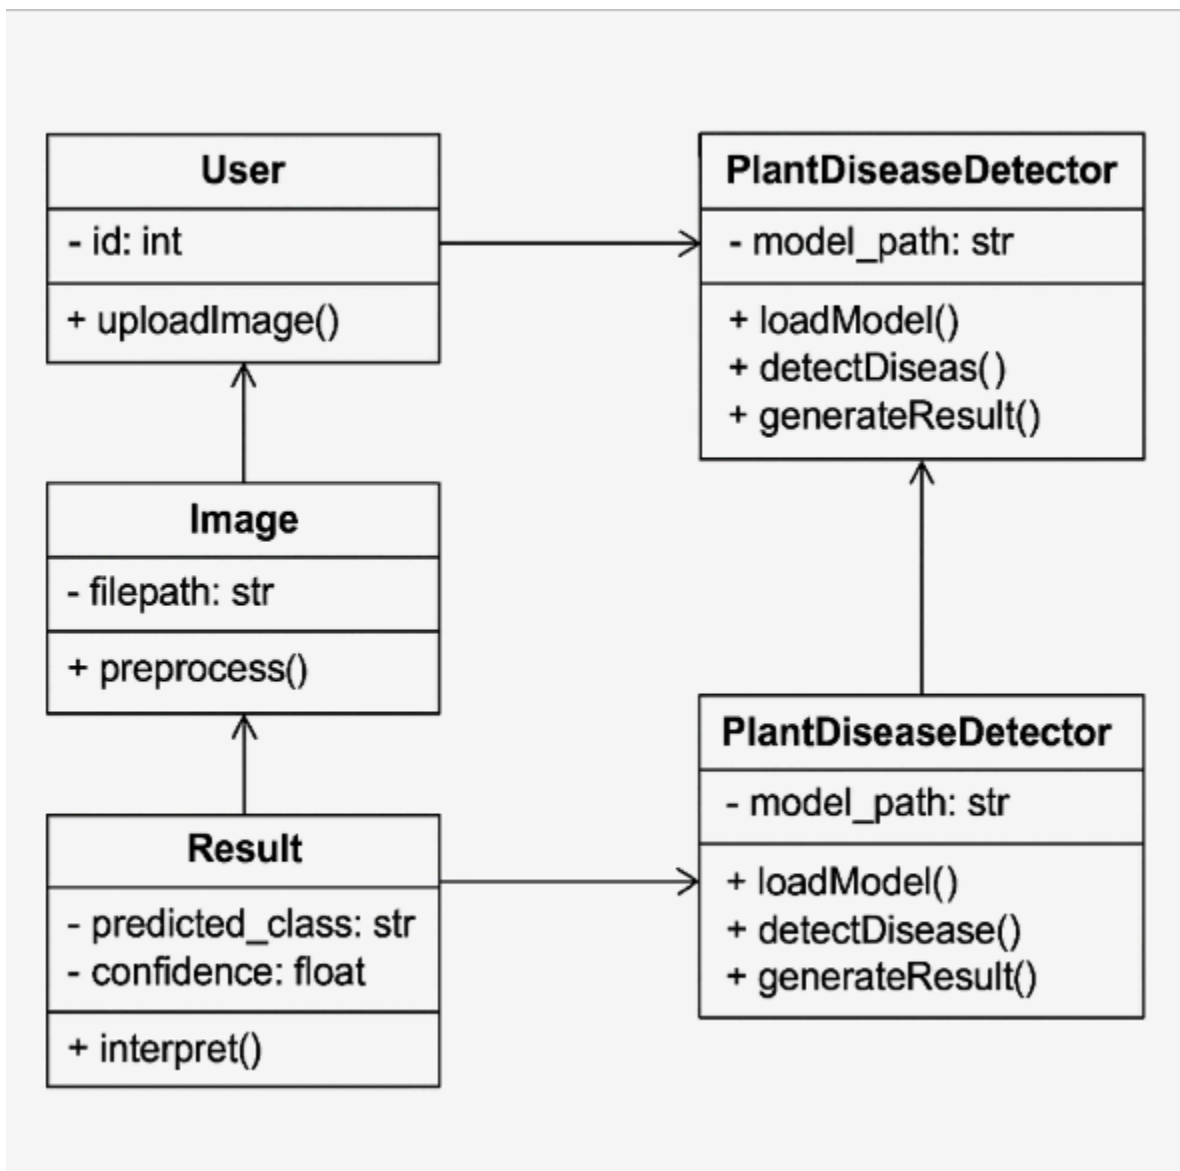 User
- id: int
+ uploadImage()
PlantDiseaseDetector
- model_path: str
+ loadModel()
+ detectDiseas()
+ generateResult()
Image
- filepath: str
+ preprocess()
Result
- predicted_class: str
- confidence: float
+ interpret()
PlantDiseaseDetector
- model_path: str
+ loadModel()
+ detectDisease()
+ generateResult()